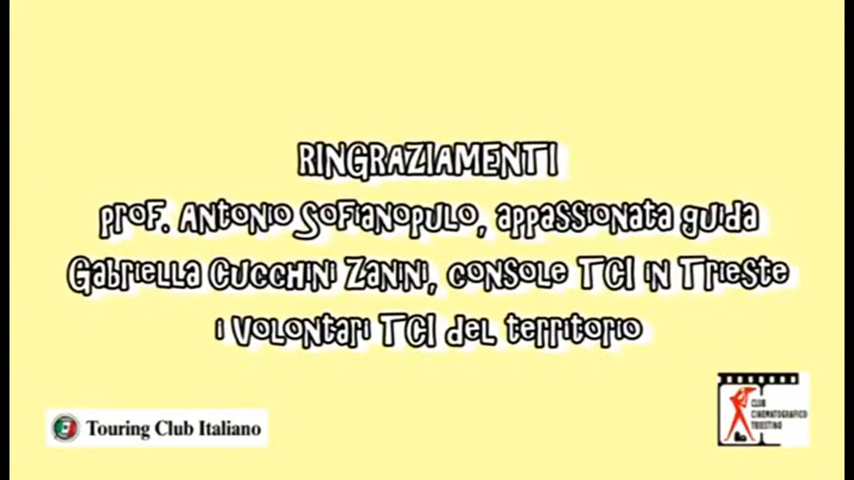 RINGRAZIAMENTI
prof. Antonio Sofianopulo, appassionata guida
Gabriella Cucchini Zanini, console TCI in Trieste
i volontari TCI del territorio
Touring Club Italiano
CLUB
CINEMATOGRAFICO
TRIESTINO